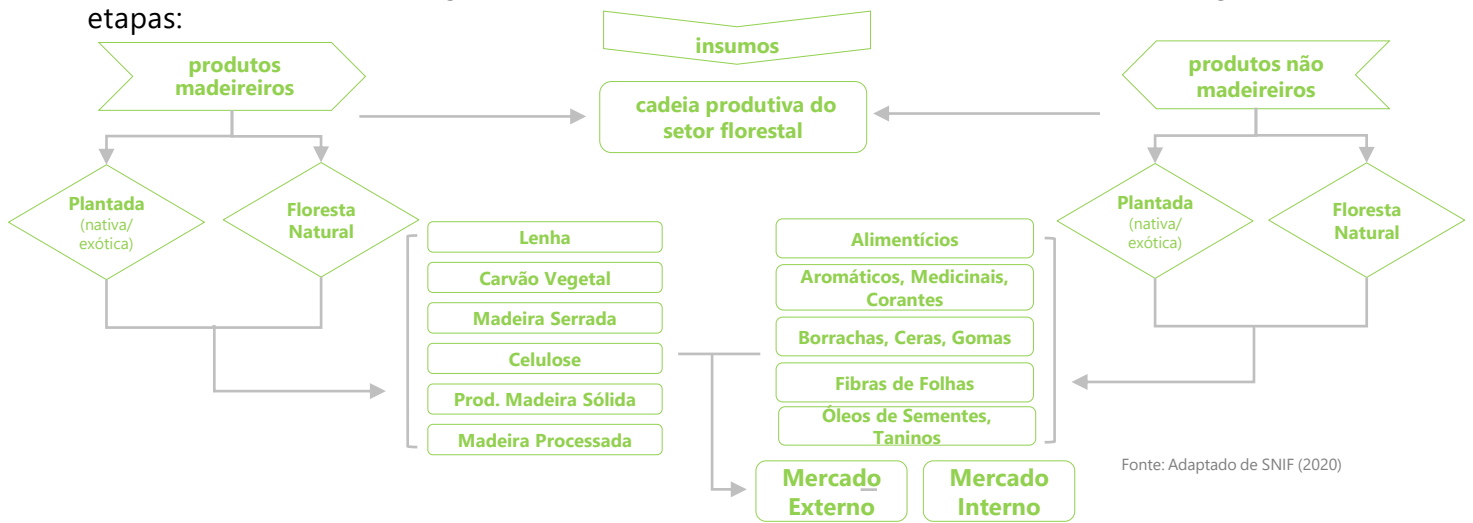 etapas:
insumos
produtos
madeireiros
cadeia produtiva do
setor florestal
produtos não
madeireiros
Plantada
(nativa/
exótica)
Floresta
Natural
Lenha
Carvão Vegetal
Madeira Serrada
Celulose
Prod. Madeira Sólida
Madeira Processada
Alimentícios
Aromáticos, Medicinais,
Corantes
Borrachas, Ceras, Gomas
Fibras de Folhas
Óleos de Sementes,
Taninos
Plantada
(nativa/
exótica)
Floresta
Natural
Mercado
Externo
Mercado
Interno
Fonte: Adaptado de SNIF (2020)